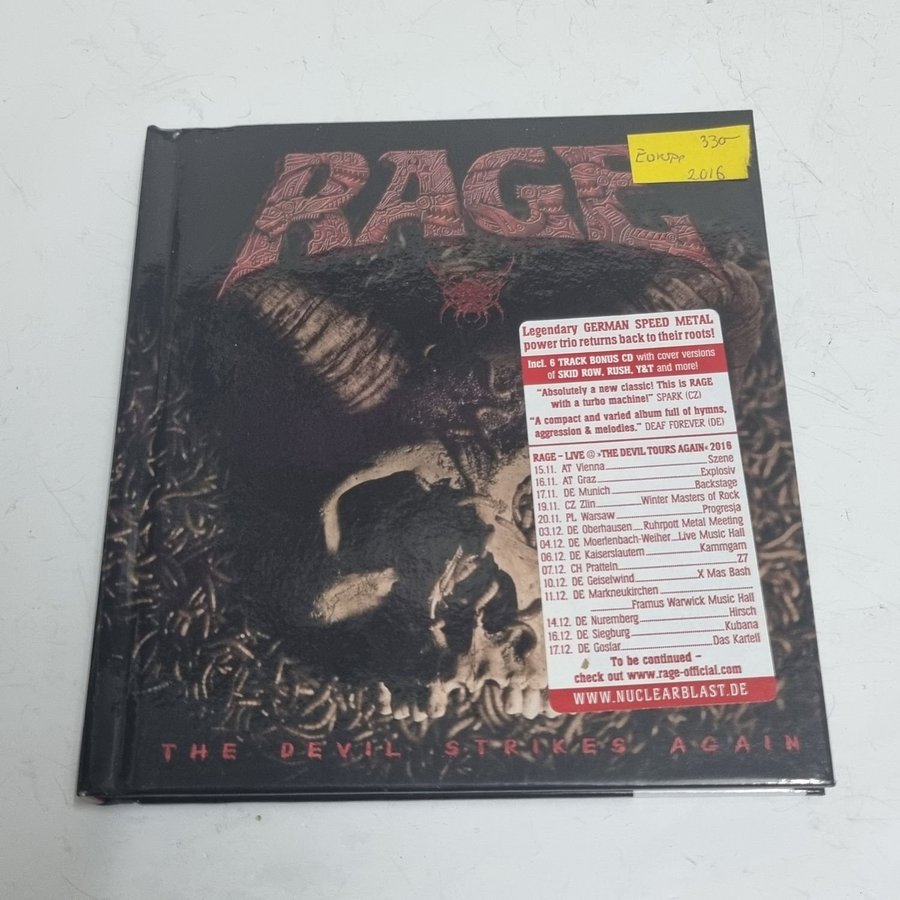 RAGE
330-
EUROPA
2016
Legendary GERMAN SPEED METAL
power trio returns back to their roots!
Incl. 6 TRACK BONUS CD with cover versions
of SKID ROW, RUSH, Y&T and more!
"Absolutely a new classic! This is RAGE
with a turbo machine!" SPARK (CZ)
"A compact and varied album full of hymns,
aggression & melodies." DEAF FOREVER (DE)
RAGE – LIVE @ »THE DEVIL TOURS AGAIN« 2016
15.11. AT Vienna Szene
16.11. AT Graz Explosiv
17.11. DE Munich Backstage
19.11. CZ Zlin Winter Masters of Rock
20.11. PL Warsaw Progresja
03.12. DE Oberhausen Ruhrpott Metal Meeting
04.12. DE Moerlenbach-Weiher Live Music Hall
06.12. DE Kaiserslautern Kammgarn
07.12. CH Pratteln Z7
10.12. DE Geiselwind X Mas Bash
11.12. DE Markneukirchen
Framus Warwick Music Hall
14.12. DE Nuremberg Hirsch
16.12. DE Siegburg Kubana
17.12. DE Goslar Das Kartell
To be continued –
check out www.rage-official.com
WWW.NUCLEARBLAST.DE
THE DEVIL STRIKES AGAIN